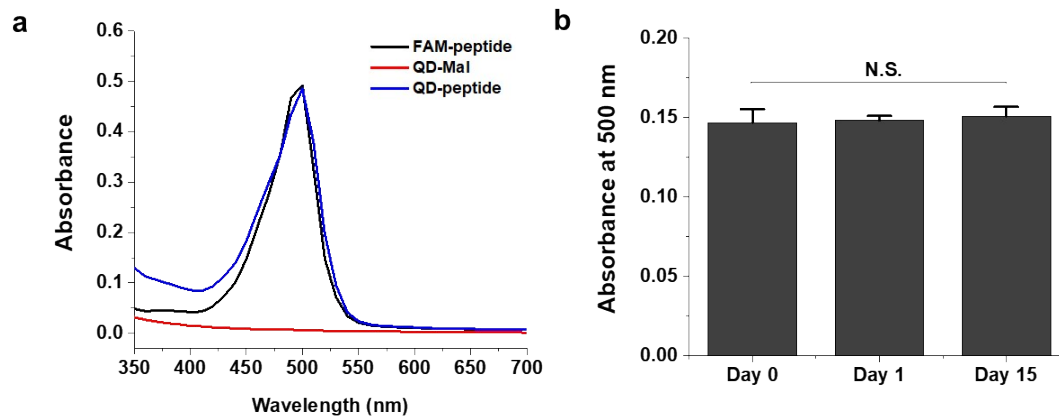 a
0.6
0.5
0.4
0.3
0.2
0.1
0.0
Absorbance
FAM-peptide
QD-Mal
QD-peptide
350 400 450 500 550 600 650 700
Wavelength (nm)
b
0.20
0.15
0.10
0.05
0.00
Absorbance at 500 nm
N.S.
Day 0 Day 1 Day 15